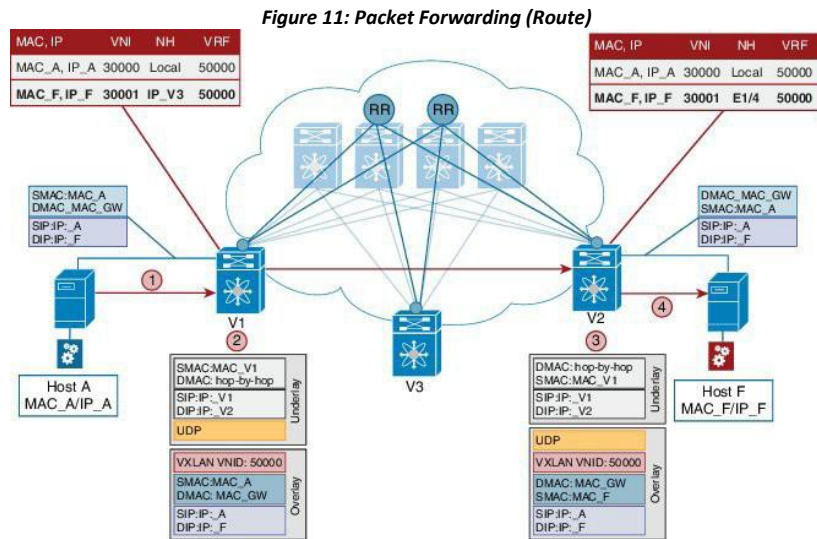 Figure 11: Packet Forwarding (Route)
MAC, IP VNI NH VRF
MAC_A, IP_A 30000 Local 50000
MAC_F, IP_F 30001 IP_V3 50000
MAC, IP VNI NH VRF
MAC_A, IP_A 30000 Local 50000
MAC_F, IP_F 30001 E1/4 50000
RR
RR
SMAC:MAC_A
DMAC_MAC_GW
SIP:IP:_A
DIP:IP:_F
DMAC_MAC_GW
SMAC:MAC_A
SIP:IP:_A
DIP:IP:_F
1
V1
2
V2
3
4
V3
Host A
MAC_A/IP_A
Host F
MAC_F/IP_F
SMAC:MAC_V1
DMAC: hop-by-hop
SIP:IP:_V1
DIP:IP:_V2
UDP
Underlay
VXLAN VNID: 50000
SMAC:MAC_A
DMAC: MAC_GW
SIP:IP:_A
DIP:IP:_F
Overlay
DMAC: hop-by-hop
SMAC:MAC_V1
SIP:IP:_V1
DIP:IP:_V2
Underlay
UDP
VXLAN VNID: 50000
DMAC: MAC_GW
SMAC:MAC_F
SIP:IP:_A
DIP:IP:_F
Overlay